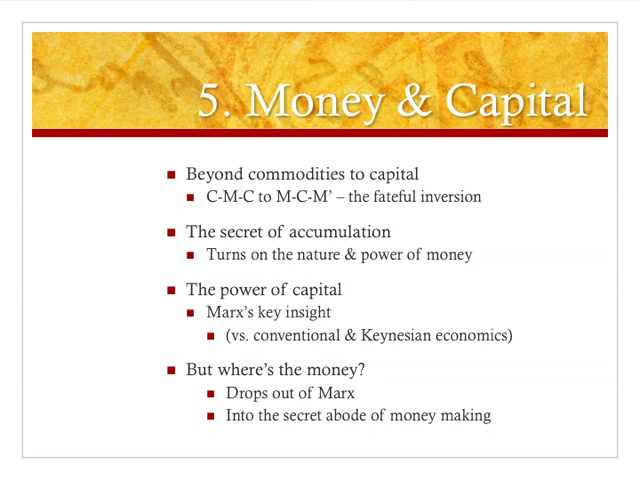 5. Money & Capital
Beyond commodities to capital
C-M-C to M-C-M’ – the fateful inversion
The secret of accumulation
Turns on the nature & power of money
The power of capital
Marx’s key insight
(vs. conventional & Keynesian economics)
But where’s the money?
Drops out of Marx
Into the secret abode of money making